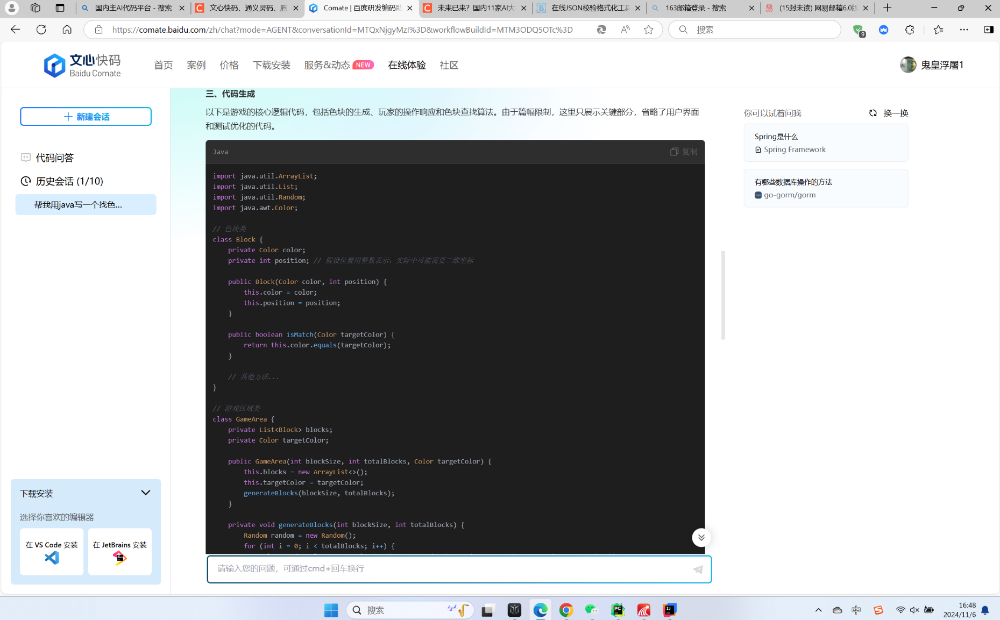 国内主AI代码平台 - 搜索
文心快码、通义灵码、腾
Comate | 百度研发编码助
未来已来？国内11家AI大
在线JSON校验格式化工具
163邮箱登录 - 搜索
(15封未读) 网易邮箱6.0版
https://comate.baidu.com/zh/chat?mode=AGENT&conversationId=MTQxNjgyMzI%3D&workflowBuildId=MTM3ODQ5OTc%3D
搜索
9
文心快码
Baidu Comate
首页
案例
价格
下载安装
服务&动态 NEW
在线体验
社区
鬼皇浮屠1
新建会话
代码问答
历史会话 (1/10)
帮我用java写一个找色...
下载安装
选择你喜欢的编辑器
在 VS Code 安装
在 JetBrains 安装
三、代码生成
以下是游戏的核心逻辑代码，包括色块的生成、玩家的操作响应和色块查找算法。由于篇幅限制，这里只展示关键部分，省略了用户界面
和测试优化的代码。
Java
复制
import java.util.ArrayList;
import java.util.List;
import java.util.Random;
import java.awt.Color;
// 色块类
class Block {
private Color color;
private int position; // 假设位置用整数表示，实际中可能需要二维坐标
public Block(Color color, int position) {
this.color = color;
this.position = position;
}
public boolean isMatch(Color targetColor) {
return this.color.equals(targetColor);
}
// 其他方法...
}
// 游戏区域类
class GameArea {
private List<Block> blocks;
private Color targetColor;
public GameArea(int blockSize, int totalBlocks, Color targetColor) {
this.blocks = new ArrayList<>();
this.targetColor = targetColor;
generateBlocks(blockSize, totalBlocks);
}
private void generateBlocks(int blockSize, int totalBlocks) {
Random random = new Random();
for (int i = 0; i < totalBlocks; i++) {
请输入您的问题，可通过cmd+回车换行
你可以试着问我
换一换
Spring是什么
Spring Framework
有哪些数据库操作的方法
go-gorm/gorm
搜索
中
16:48
2024/11/6